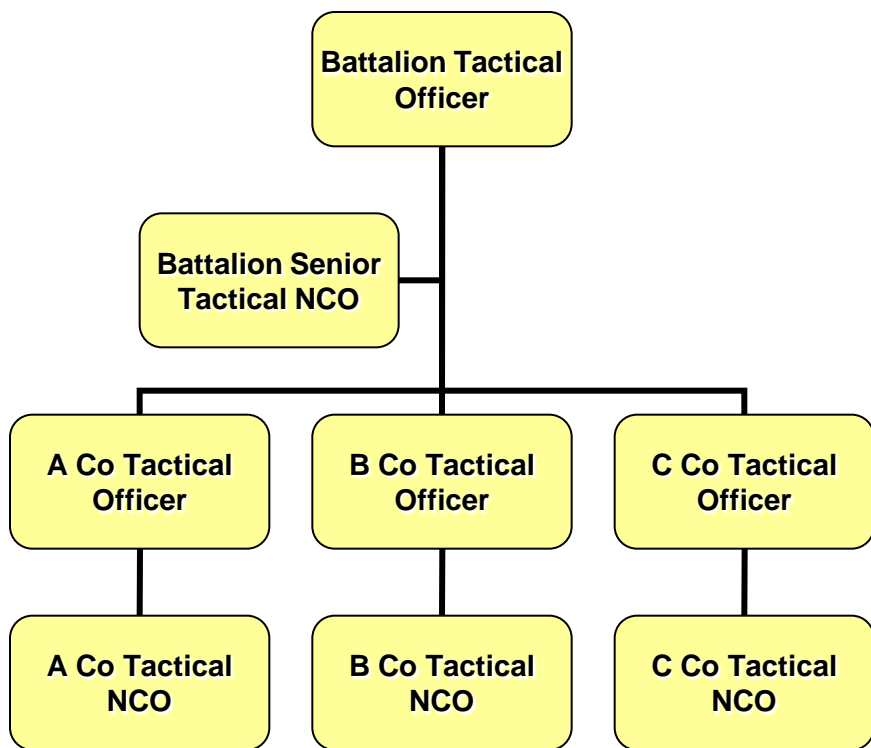 Battalion Tactical
Officer
Battalion Senior
Tactical NCO
A Co Tactical
Officer
B Co Tactical
Officer
C Co Tactical
Officer
A Co Tactical
NCO
B Co Tactical
NCO
C Co Tactical
NCO